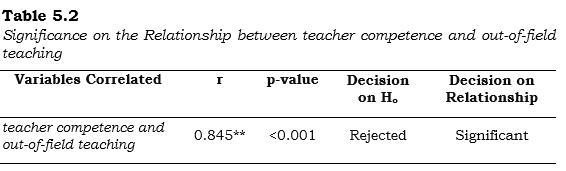 Table 5.2
Significance on the Relationship between teacher competence and out-of-field
teaching
Variables Correlated r p-value Decision on Hₒ Decision on Relationship
teacher competence and out-of-field teaching 0.845** <0.001 Rejected Significant